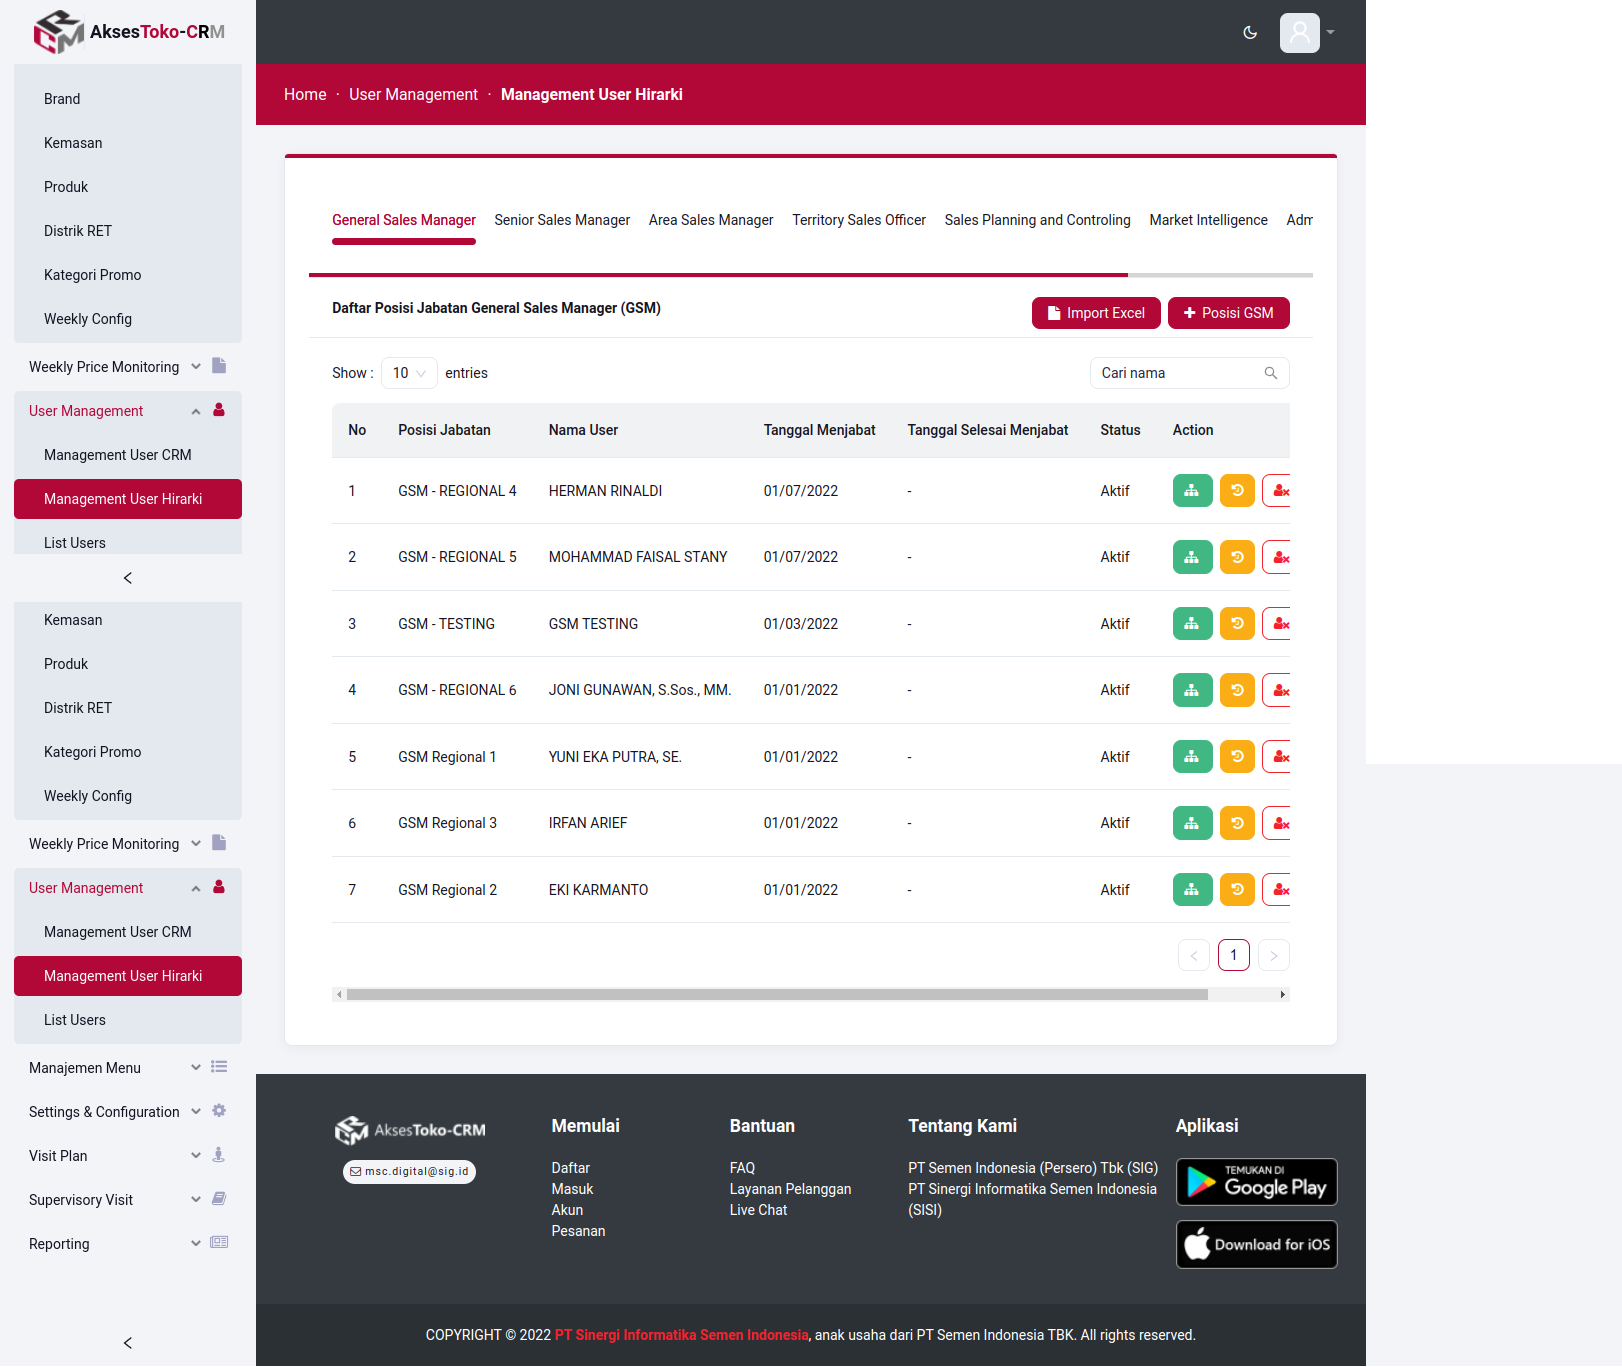 AksesToko-CRM
Brand
Kemasan
Produk
Distrik RET
Kategori Promo
Weekly Config
Weekly Price Monitoring
User Management
Management User CRM
Management User Hirarki
List Users
Kemasan
Produk
Distrik RET
Kategori Promo
Weekly Config
Weekly Price Monitoring
User Management
Management User CRM
Management User Hirarki
List Users
Manajemen Menu
Settings & Configuration
Visit Plan
Supervisory Visit
Reporting
Home · User Management · Management User Hirarki
General Sales Manager Senior Sales Manager Area Sales Manager Territory Sales Officer Sales Planning and Controling Market Intelligence Adm
Daftar Posisi Jabatan General Sales Manager (GSM)
Import Excel
Posisi GSM
Show : 10 entries
Cari nama
No Posisi Jabatan Nama User Tanggal Menjabat Tanggal Selesai Menjabat Status Action
1 GSM - REGIONAL 4 HERMAN RINALDI 01/07/2022 - Aktif
2 GSM - REGIONAL 5 MOHAMMAD FAISAL STANY 01/07/2022 - Aktif
3 GSM - TESTING GSM TESTING 01/03/2022 - Aktif
4 GSM - REGIONAL 6 JONI GUNAWAN, S.Sos., MM. 01/01/2022 - Aktif
5 GSM Regional 1 YUNI EKA PUTRA, SE. 01/01/2022 - Aktif
6 GSM Regional 3 IRFAN ARIEF 01/01/2022 - Aktif
7 GSM Regional 2 EKI KARMANTO 01/01/2022 - Aktif
1
AksesToko-CRM
msc.digital@sig.id
Memulai
Daftar
Masuk
Akun
Pesanan
Bantuan
FAQ
Layanan Pelanggan
Live Chat
Tentang Kami
PT Semen Indonesia (Persero) Tbk (SIG)
PT Sinergi Informatika Semen Indonesia
(SISI)
Aplikasi
TEMUKAN DI
Google Play
Download for iOS
COPYRIGHT © 2022 PT Sinergi Informatika Semen Indonesia, anak usaha dari PT Semen Indonesia TBK. All rights reserved.